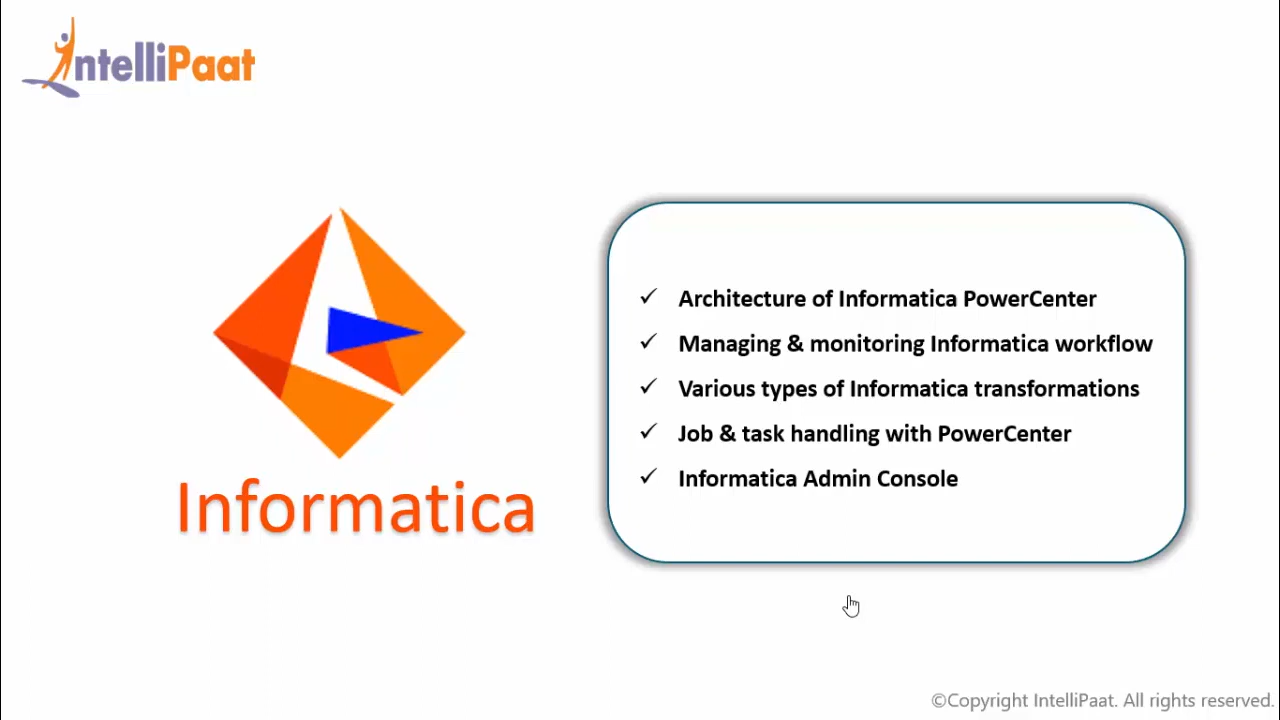 IntelliPaat
Architecture of Informatica PowerCenter
Managing & monitoring Informatica workflow
Various types of Informatica transformations
Job & task handling with PowerCenter
Informatica Admin Console
Informatica
©Copyright IntelliPaat. All rights reserved.